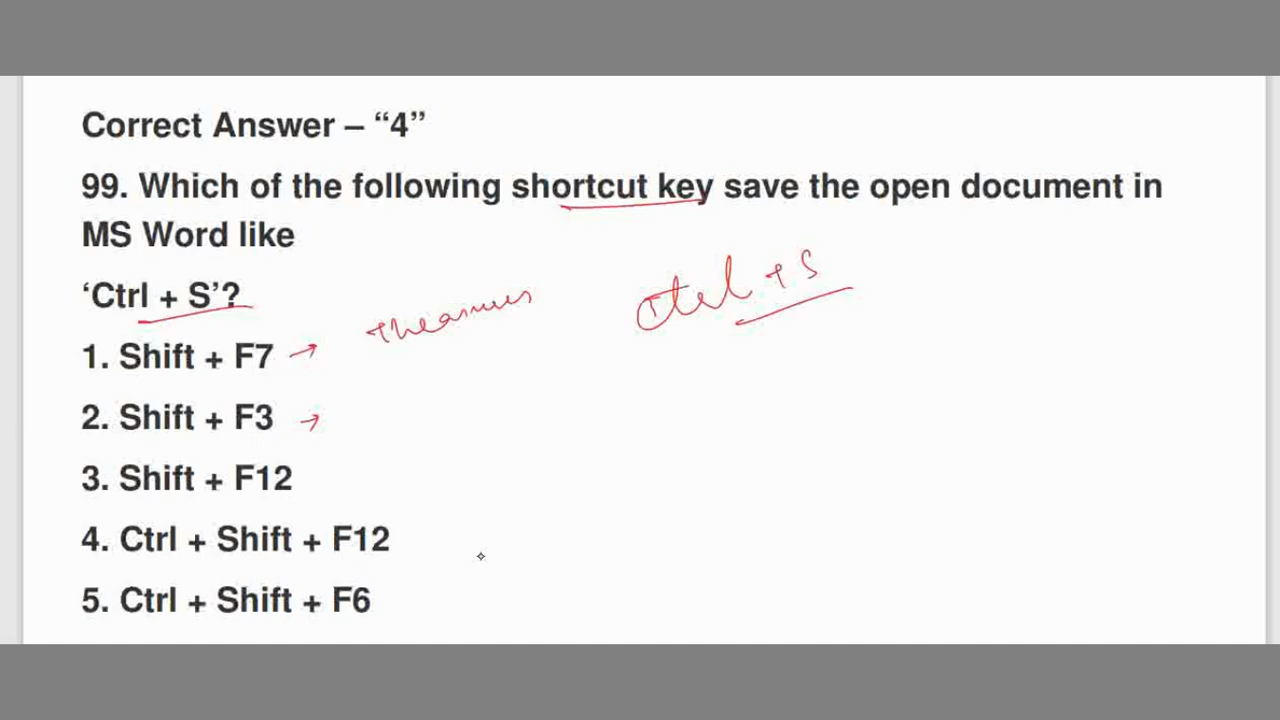 Correct Answer – “4”
99. Which of the following shortcut key save the open document in
MS Word like
‘Ctrl + S’?
Ctrl + S
1. Shift + F7 →
2. Shift + F3 →
3. Shift + F12
4. Ctrl + Shift + F12
5. Ctrl + Shift + F6